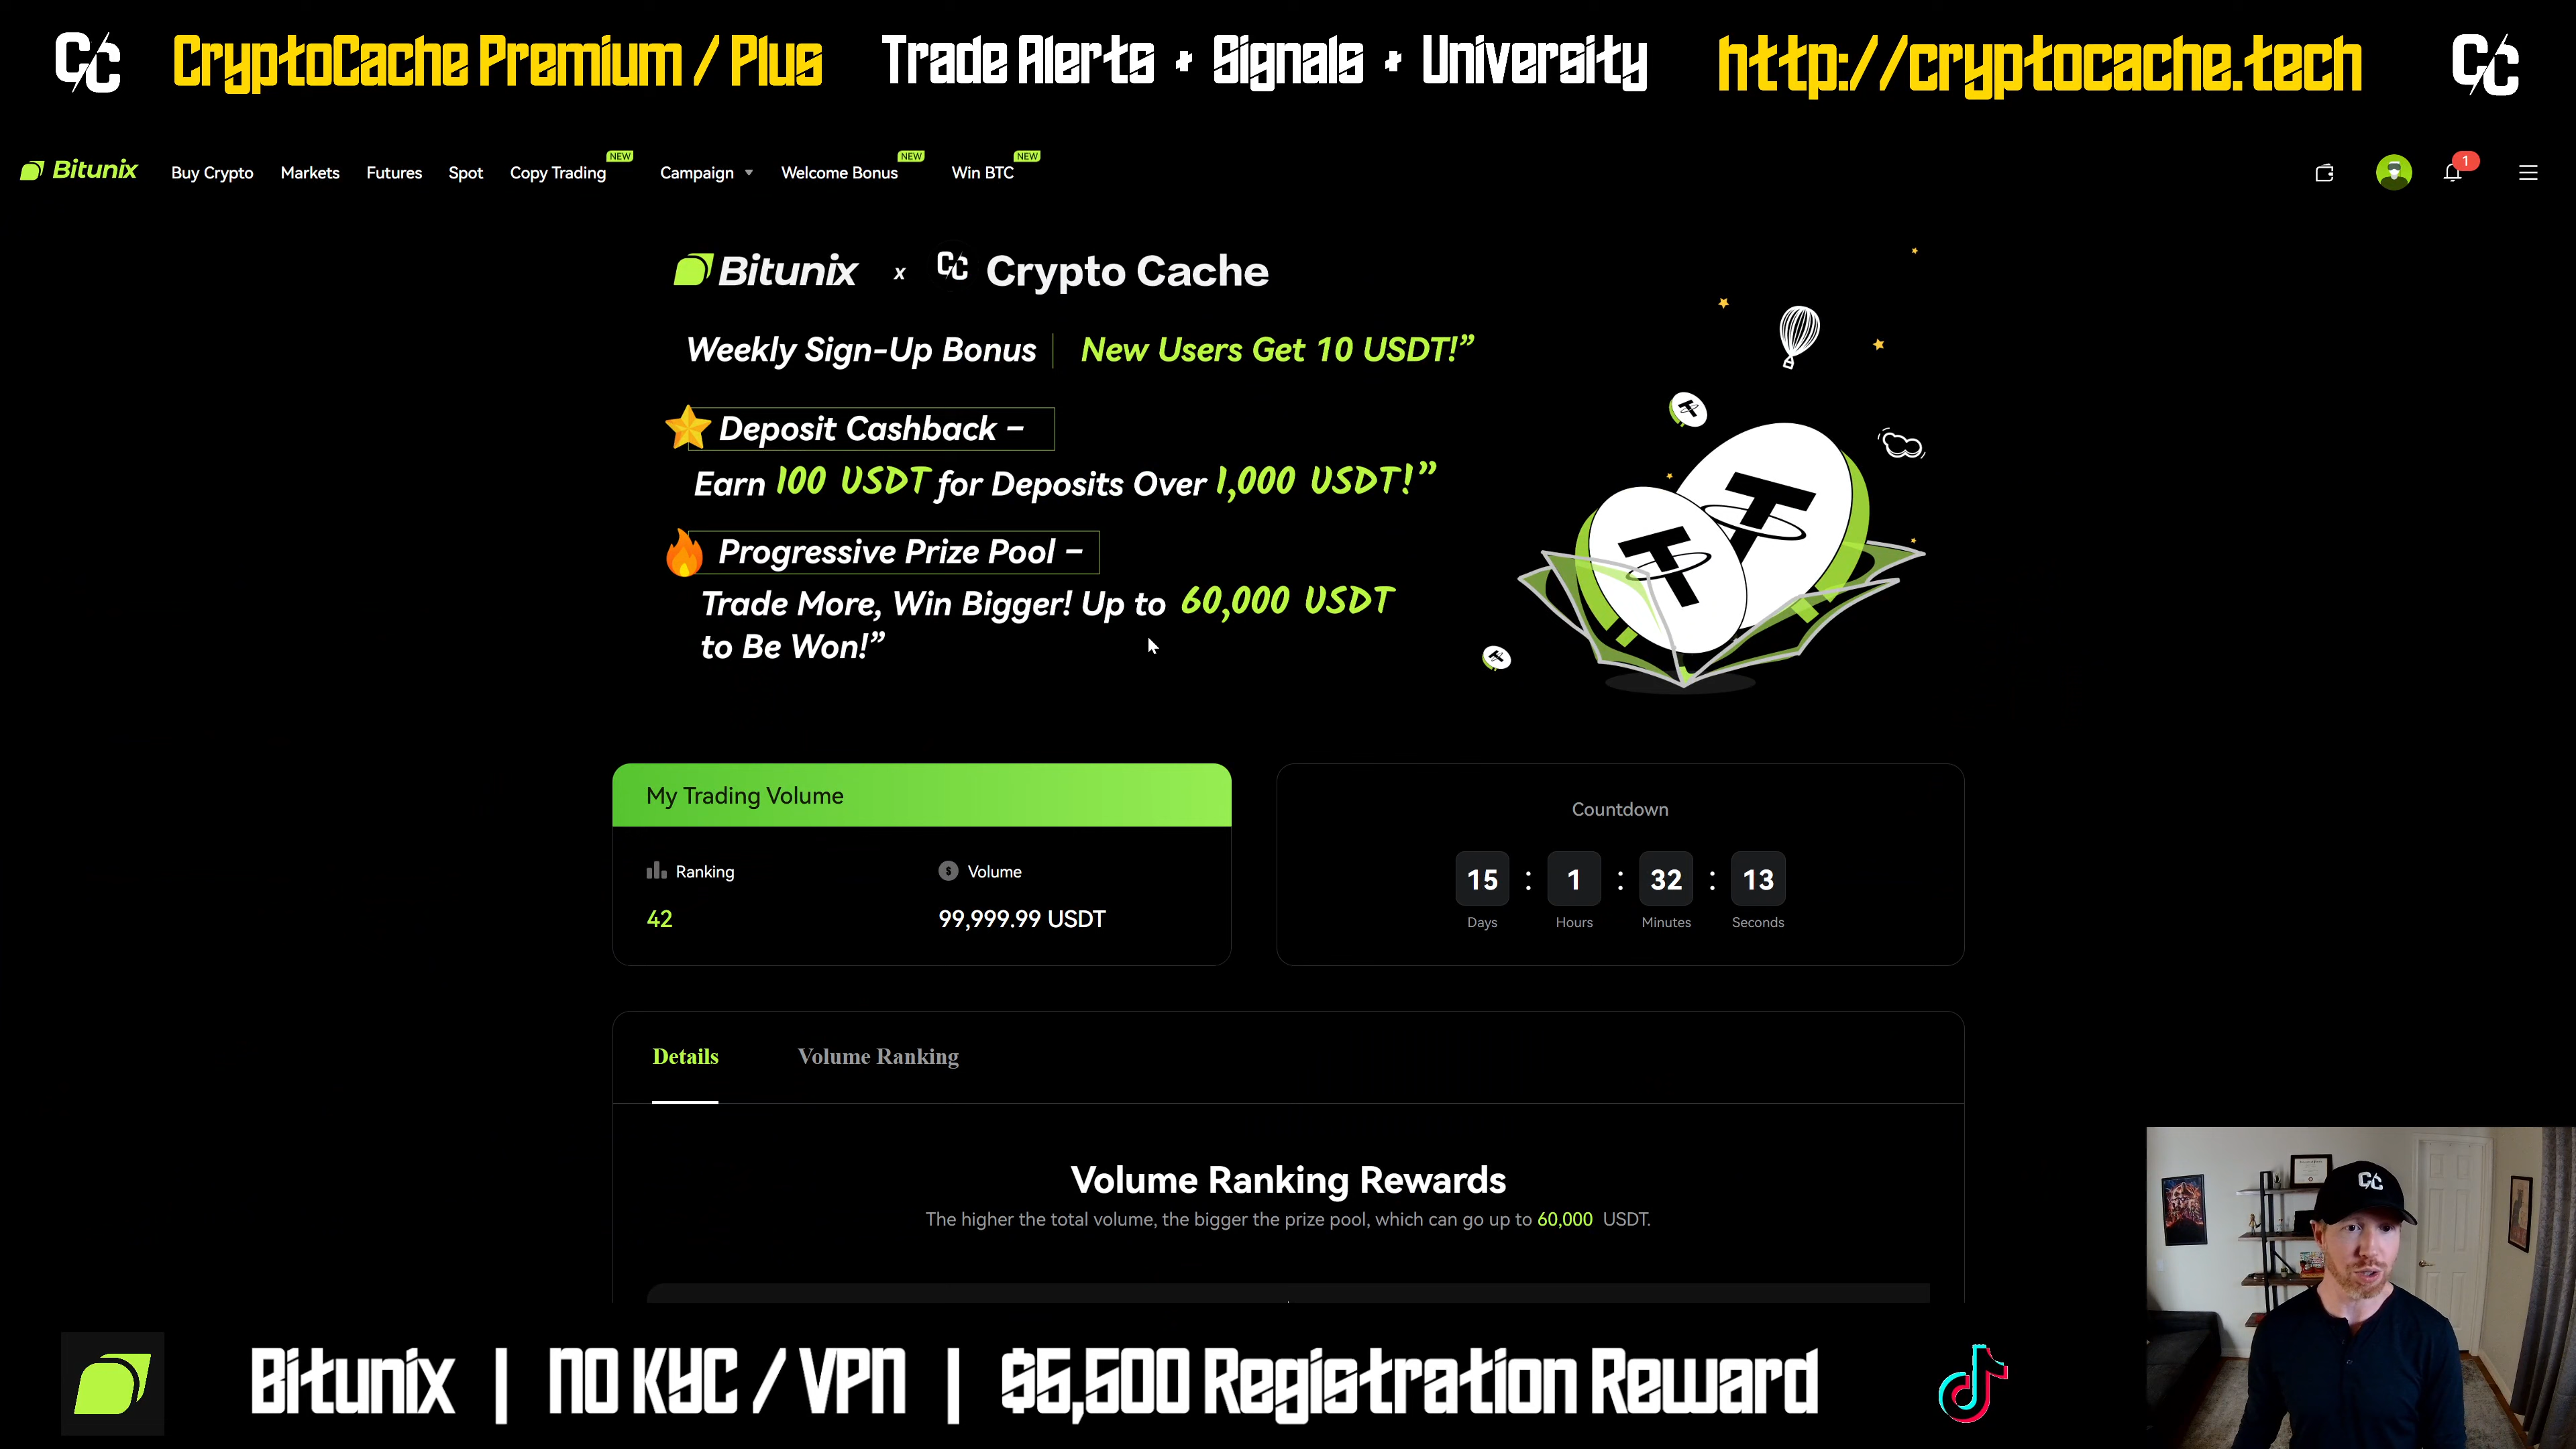 CC CryptoCache Premium / Plus Trade Alerts + Signals + University http://cryptocache.tech CC
Bitunix Buy Crypto Markets Futures Spot Copy Trading NEW Campaign Welcome Bonus NEW Win BTC NEW 1
Bitunix x CC Crypto Cache
Weekly Sign-Up Bonus New Users Get 10 USDT!”
Deposit Cashback –
Earn 100 USDT for Deposits Over 1,000 USDT!”
Progressive Prize Pool –
Trade More, Win Bigger! Up to 60,000 USDT
to Be Won!”
My Trading Volume
Ranking Volume
42 99,999.99 USDT
Countdown
15 : 1 : 32 : 13
Days Hours Minutes Seconds
Details Volume Ranking
Volume Ranking Rewards
The higher the total volume, the bigger the prize pool, which can go up to 60,000 USDT.
CC
Bitunix | NO KYC / VPN | $5,500 Registration Reward